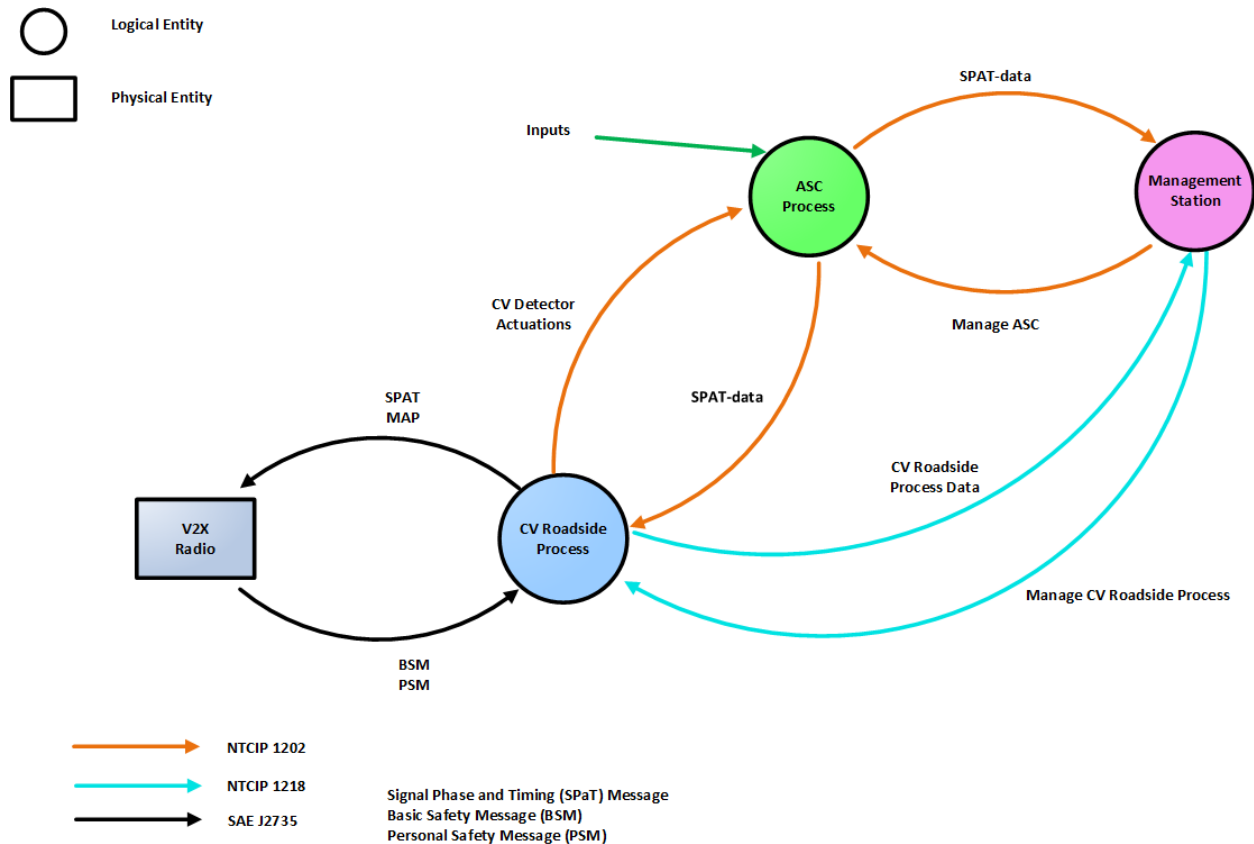 Logical Entity
Physical Entity
SPAT-data
Inputs
ASC
Process
Management
Station
CV Detector
Actuations
Manage ASC
SPAT
MAP
SPAT-data
CV Roadside
Process Data
V2X
Radio
CV Roadside
Process
Manage CV Roadside Process
BSM
PSM
NTCIP 1202
NTCIP 1218
SAE J2735
Signal Phase and Timing (SPaT) Message
Basic Safety Message (BSM)
Personal Safety Message (PSM)